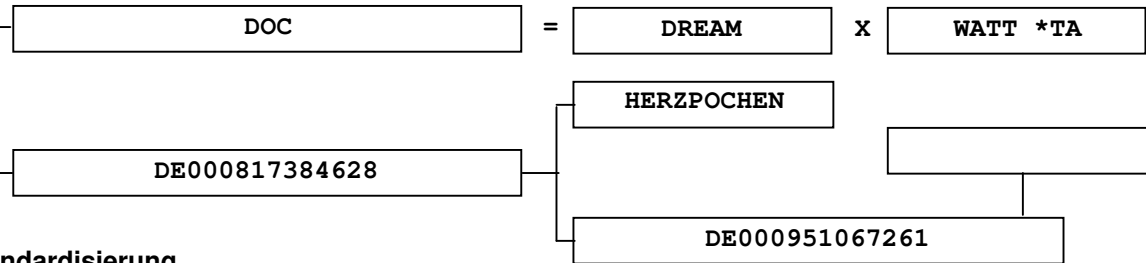 DOC = DREAM X WATT *TA
HERZPOCHEN
DE000817384628
DE000951067261